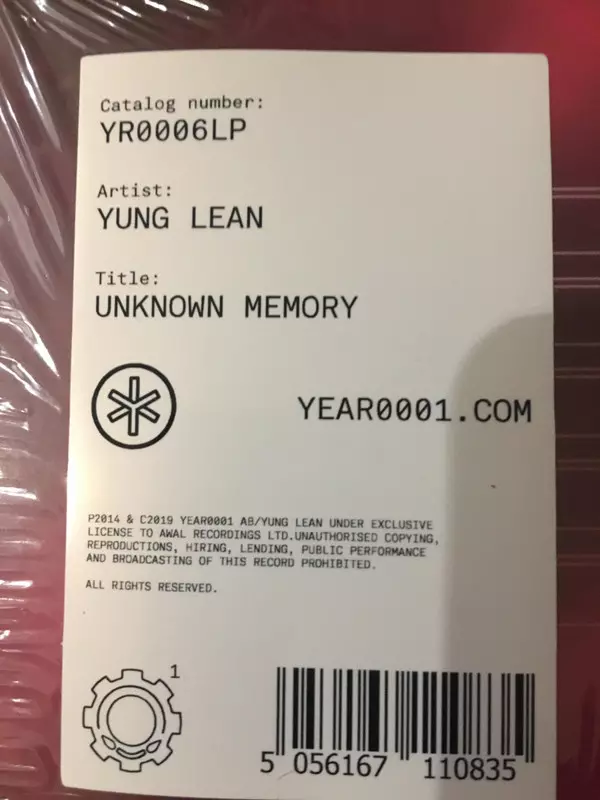 Catalog number:
YR0006LP
Artist:
YUNG LEAN
Title:
UNKNOWN MEMORY
YEAR0001.COM
P2014 & C2019 YEAR0001 AB/YUNG LEAN UNDER EXCLUSIVE
LICENSE TO AWAL RECORDINGS LTD.UNAUTHORISED COPYING,
REPRODUCTIONS, HIRING, LENDING, PUBLIC PERFORMANCE
AND BROADCASTING OF THIS RECORD PROHIBITED.
ALL RIGHTS RESERVED.
1
5 056167 110835